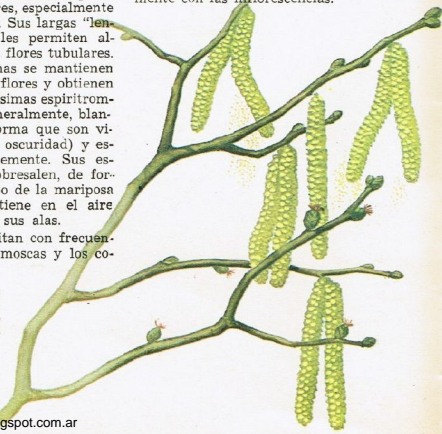 mente con las inflorescencias.
res, especialmente
. Sus largas "len-
les permiten al-
flores tubulares.
nas se mantienen
flores y obtienen
simas espiritrom-
neralmente, blan-
orma que son vi-
oscuridad) y es-
emente. Sus es-
obresalen, de for-
o de la mariposa
tiene en el aire
sus alas.
itan con frecuen-
moscas y los co-
gspot.com.ar